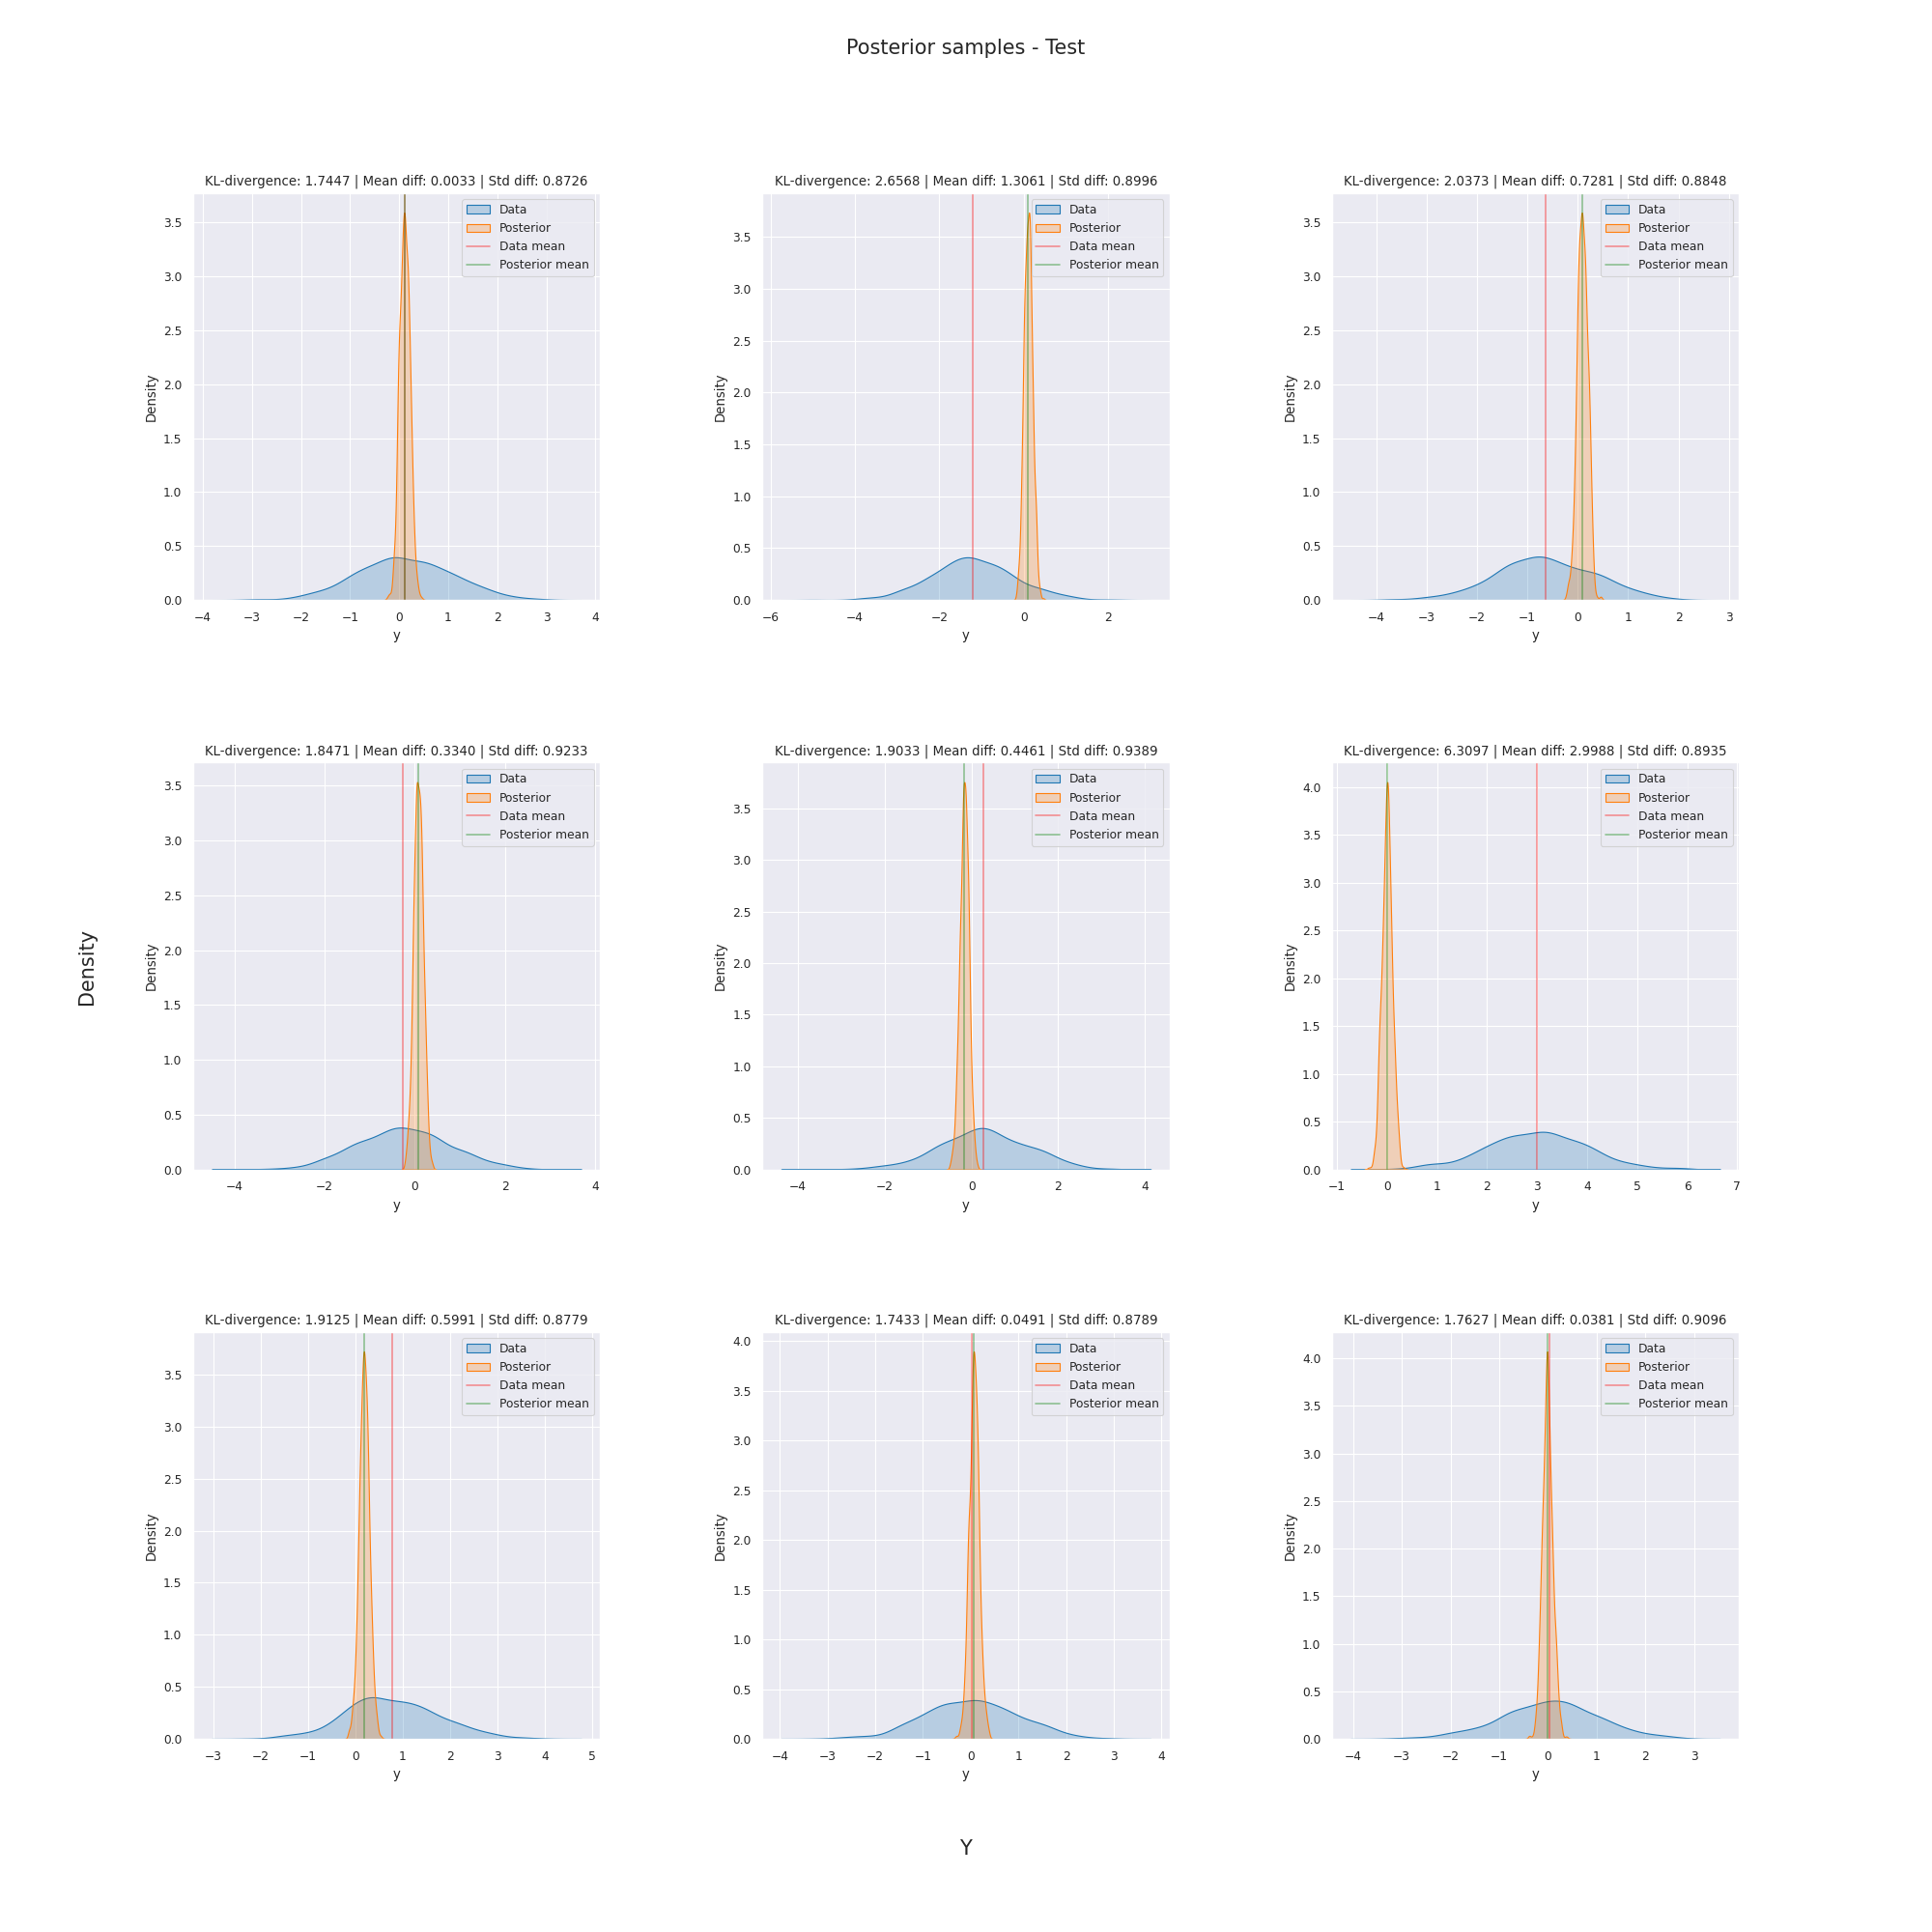 Posterior samples - Test
KL-divergence: 1.7447 | Mean diff: 0.0033 | Std diff: 0.8726
Data
Posterior
Data mean
Posterior mean
3.5
3.0
2.5
2.0
1.5
1.0
0.5
0.0
Density
−4 −3 −2 −1 0 1 2 3 4
y
KL-divergence: 2.6568 | Mean diff: 1.3061 | Std diff: 0.8996
Data
Posterior
Data mean
Posterior mean
3.5
3.0
2.5
2.0
1.5
1.0
0.5
0.0
Density
−6 −4 −2 0 2
y
KL-divergence: 2.0373 | Mean diff: 0.7281 | Std diff: 0.8848
Data
Posterior
Data mean
Posterior mean
3.5
3.0
2.5
2.0
1.5
1.0
0.5
0.0
Density
−4 −3 −2 −1 0 1 2 3
y
Density
KL-divergence: 1.8471 | Mean diff: 0.3340 | Std diff: 0.9233
Data
Posterior
Data mean
Posterior mean
3.5
3.0
2.5
2.0
1.5
1.0
0.5
0.0
Density
−4 −2 0 2 4
y
KL-divergence: 1.9033 | Mean diff: 0.4461 | Std diff: 0.9389
Data
Posterior
Data mean
Posterior mean
3.5
3.0
2.5
2.0
1.5
1.0
0.5
0.0
Density
−4 −2 0 2 4
y
KL-divergence: 6.3097 | Mean diff: 2.9988 | Std diff: 0.8935
Data
Posterior
Data mean
Posterior mean
4.0
3.5
3.0
2.5
2.0
1.5
1.0
0.5
0.0
Density
−1 0 1 2 3 4 5 6 7
y
KL-divergence: 1.9125 | Mean diff: 0.5991 | Std diff: 0.8779
Data
Posterior
Data mean
Posterior mean
3.5
3.0
2.5
2.0
1.5
1.0
0.5
0.0
Density
−3 −2 −1 0 1 2 3 4 5
y
KL-divergence: 1.7433 | Mean diff: 0.0491 | Std diff: 0.8789
Data
Posterior
Data mean
Posterior mean
4.0
3.5
3.0
2.5
2.0
1.5
1.0
0.5
0.0
Density
−4 −3 −2 −1 0 1 2 3 4
y
KL-divergence: 1.7627 | Mean diff: 0.0381 | Std diff: 0.9096
Data
Posterior
Data mean
Posterior mean
4.0
3.5
3.0
2.5
2.0
1.5
1.0
0.5
0.0
Density
−4 −3 −2 −1 0 1 2 3
y
Y